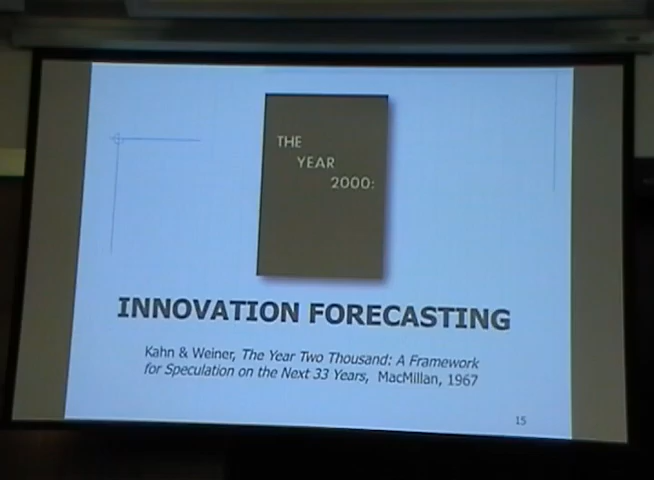 THE
YEAR
2000:
INNOVATION FORECASTING
Kahn & Weiner, The Year Two Thousand: A Framework
for Speculation on the Next 33 Years, MacMillan, 1967
15